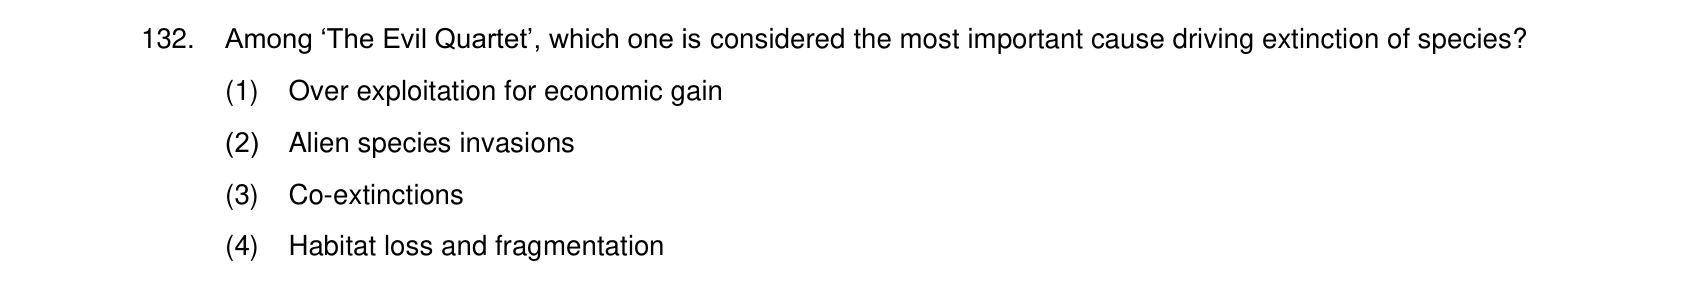 132. Among ‘The Evil Quartet’, which one is considered the most important cause driving extinction of species?
(1) Over exploitation for economic gain
(2) Alien species invasions
(3) Co-extinctions
(4) Habitat loss and fragmentation